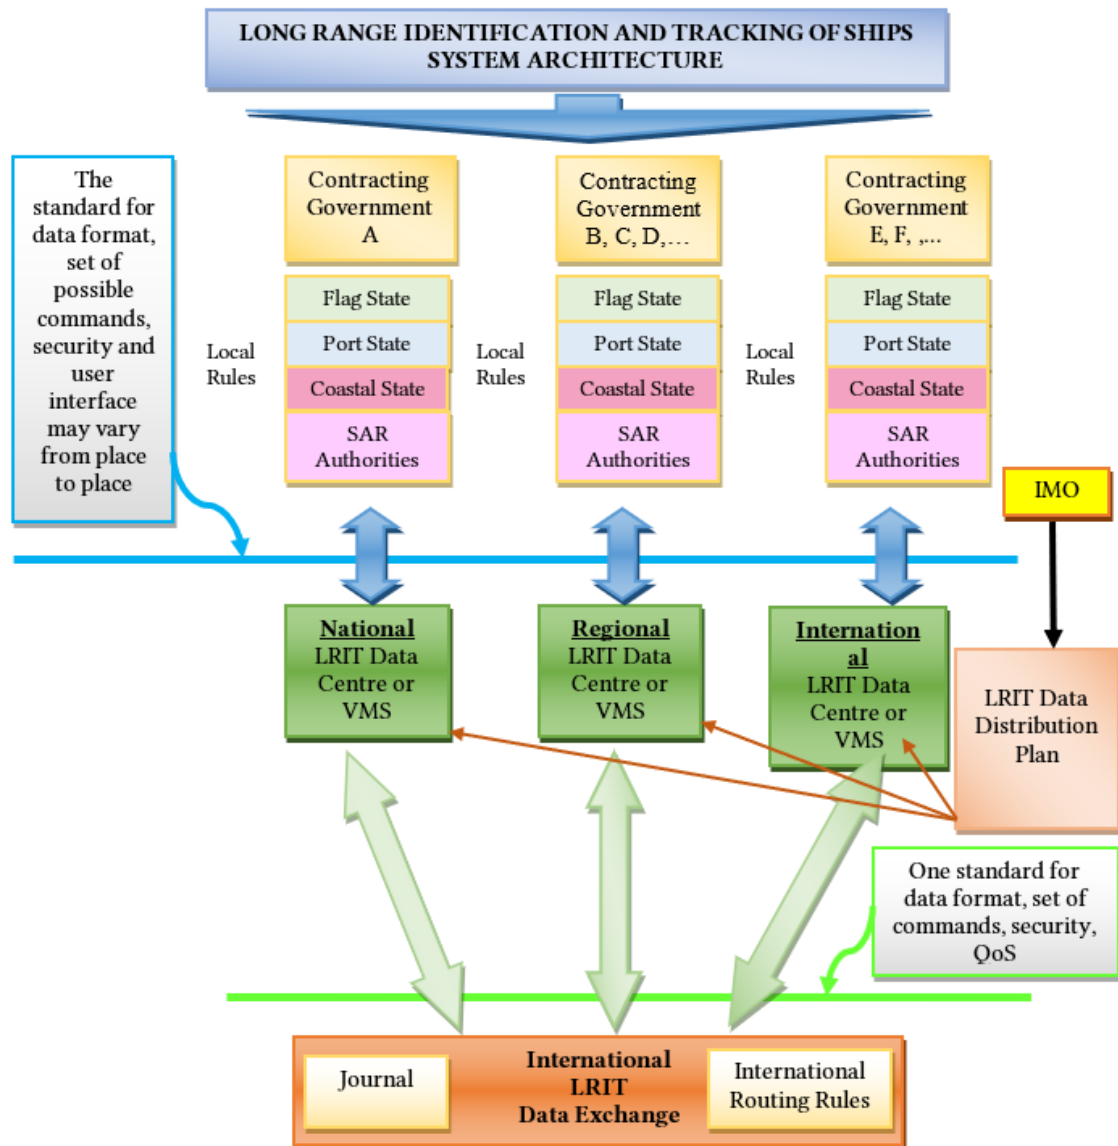 LONG RANGE IDENTIFICATION AND TRACKING OF SHIPS
SYSTEM ARCHITECTURE
The
standard for
data format,
set of
possible
commands,
security and
user
interface
may vary
from place
to place
Contracting
Government
A
Contracting
Government
B, C, D,...
Contracting
Government
E, F, ,...
Local
Rules
Flag State
Port State
Coastal State
SAR
Authorities
Local
Rules
Flag State
Port State
Coastal State
SAR
Authorities
Local
Rules
Flag State
Port State
Coastal State
SAR
Authorities
IMO
National
LRIT Data
Centre or
VMS
Regional
LRIT Data
Centre or
VMS
Internation
al
LRIT Data
Centre or
VMS
LRIT Data
Distribution
Plan
One standard for
data format, set of
commands, security,
QoS
Journal
International
LRIT
Data Exchange
International
Routing Rules